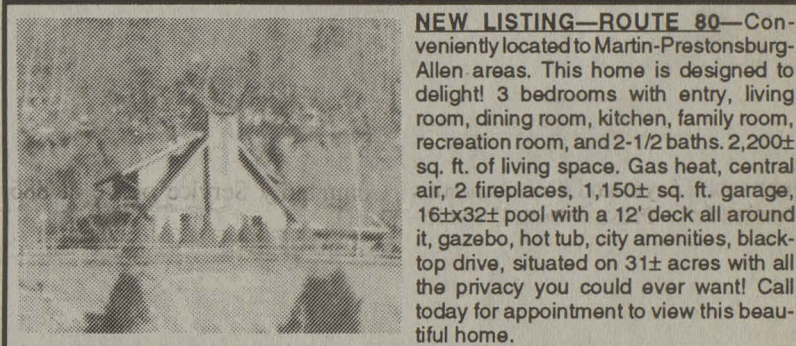 NEW LISTING—ROUTE 80—Con-
veniently located to Martin-Prestonsburg-
Allen areas. This home is designed to
delight! 3 bedrooms with entry, living
room, dining room, kitchen, family room,
recreation room, and 2-1/2 baths. 2,200±
sq. ft. of living space. Gas heat, central
air, 2 fireplaces, 1,150± sq. ft. garage,
16±x32± pool with a 12' deck all around
it, gazebo, hot tub, city amenities, black-
top drive, situated on 31± acres with all
the privacy you could ever want! Call
today for appointment to view this beau-
tiful home.